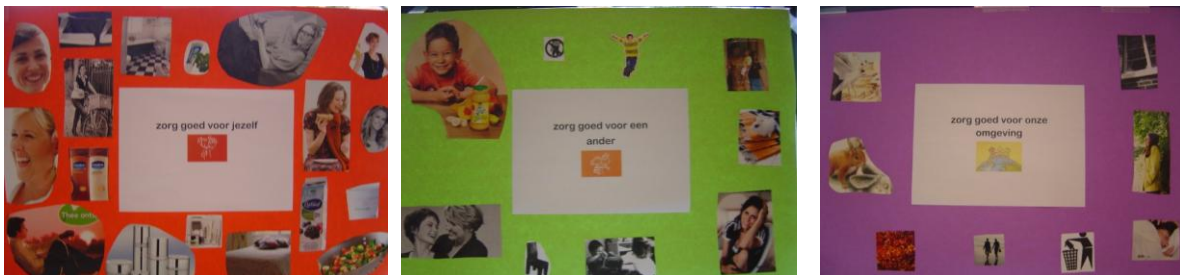 zorg goed voor jezelf
zorg goed voor een
ander
zorg goed voor onze
omgeving